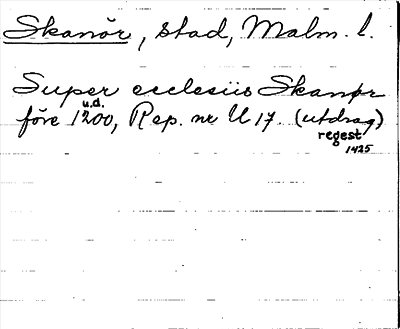 Skanör, stad, Malm. l.
Super ecclesiis Skanør
u.d.
före 1200, Rep. nr U 17. (utdrag)
regest
1425